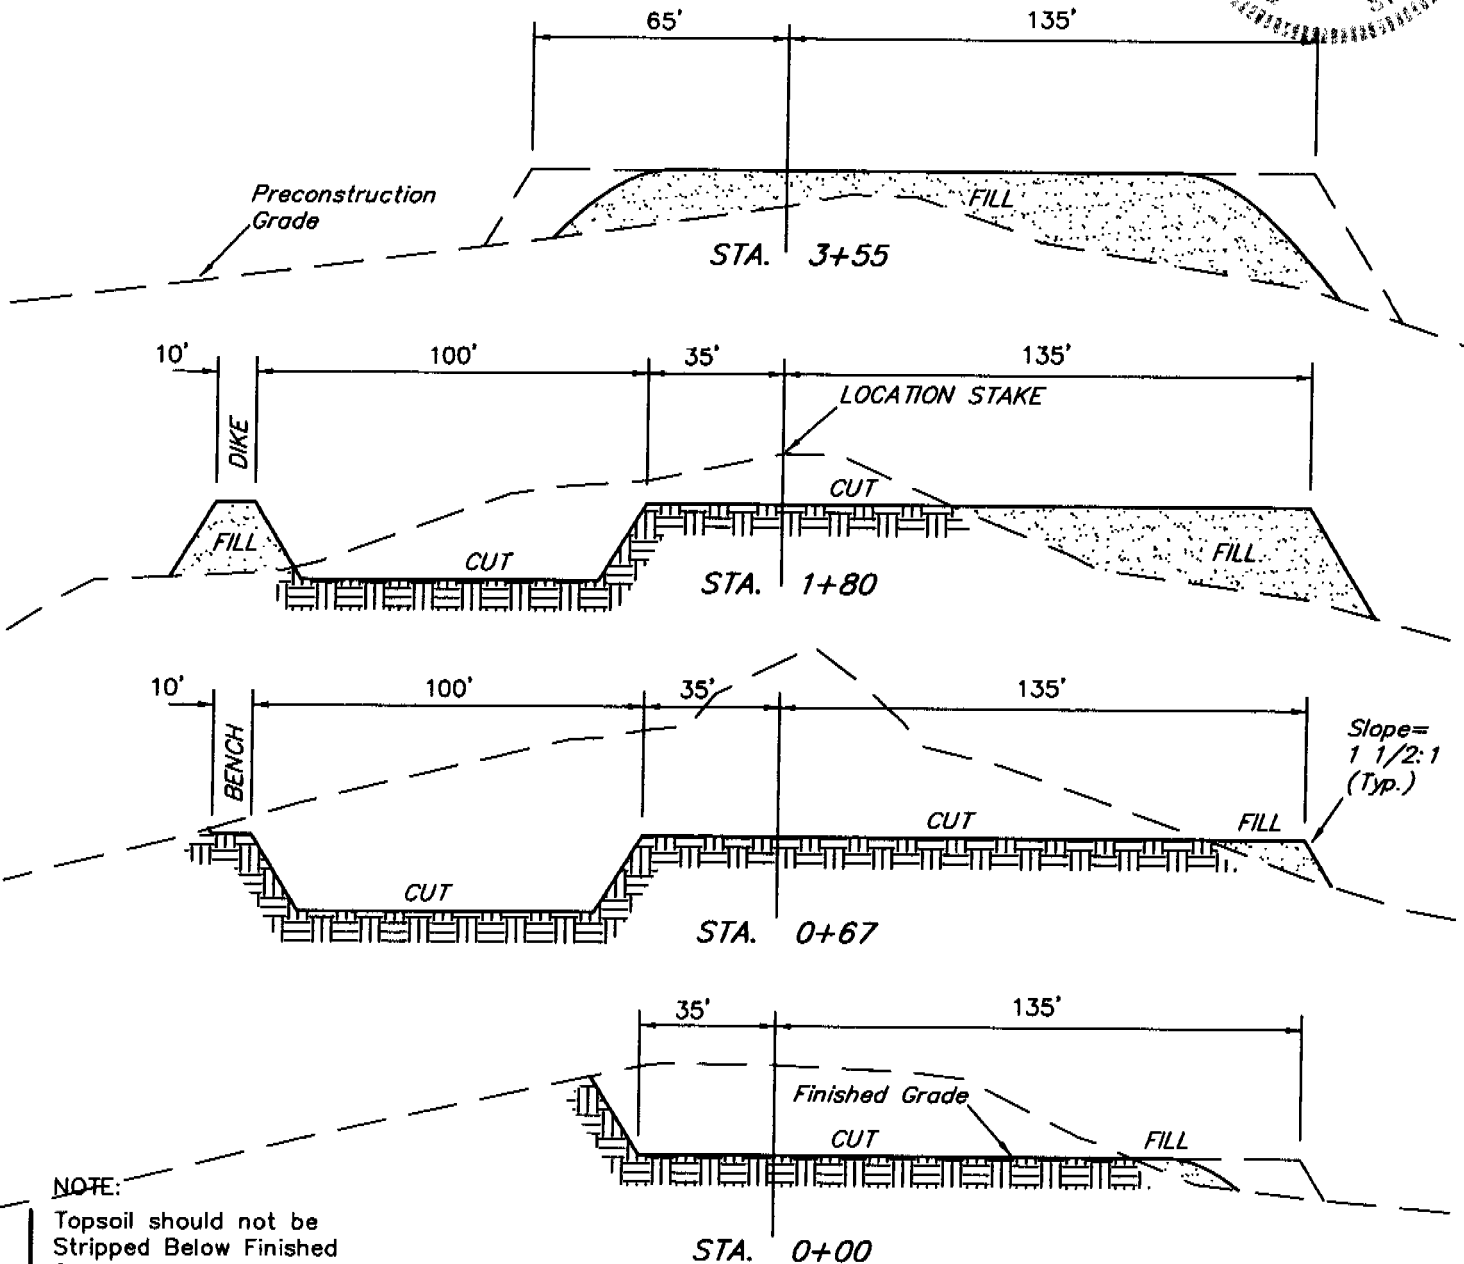 65' 135'
Preconstruction
Grade
FILL
STA. 3+55
10' 100' 35' 135'
LOCATION STAKE
DIKE
CUT
FILL
CUT
FILL
STA. 1+80
10' 100' 35' 135'
BENCH
Slope=
1 1/2:1
(Typ.)
CUT
FILL
CUT
STA. 0+67
35' 135'
Finished Grade
CUT
FILL
NOTE:
Topsoil should not be
Stripped Below Finished
STA. 0+00